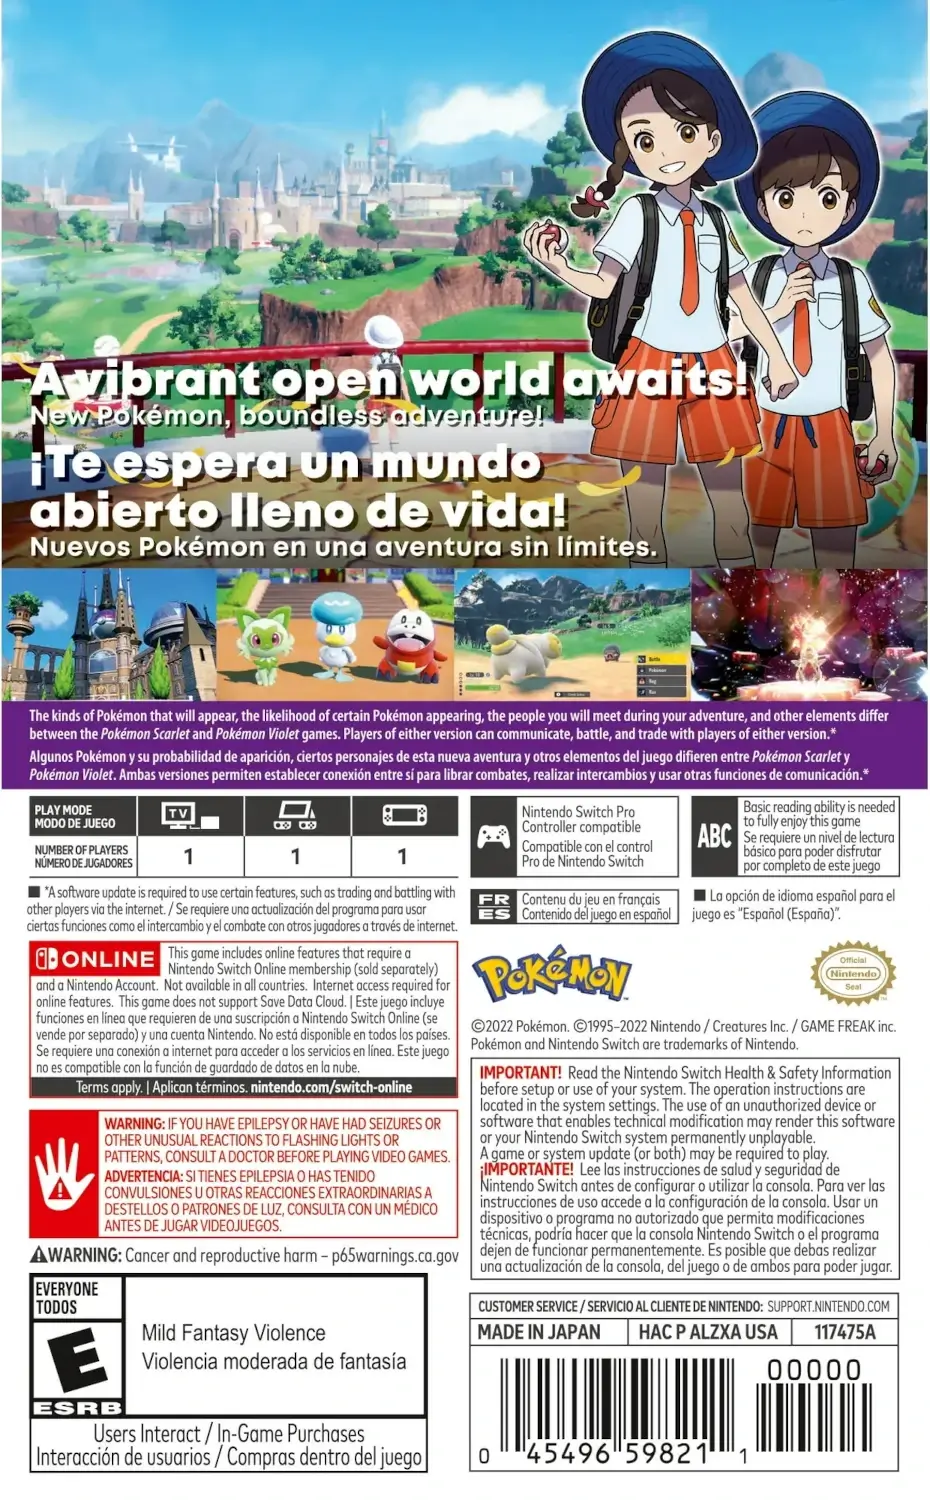 A vibrant open world awaits!
New Pokémon, boundless adventure!
¡Te espera un mundo
abierto lleno de vida!
Nuevos Pokémon en una aventura sin límites.
Battle
Pokémon
Bag
Run
The kinds of Pokémon that will appear, the likelihood of certain Pokémon appearing, the people you will meet during your adventure, and other elements differ
between the Pokémon Scarlet and Pokémon Violet games. Players of either version can communicate, battle, and trade with players of either version.*
Algunos Pokémon y su probabilidad de aparición, ciertos personajes de esta nueva aventura y otros elementos del juego difieren entre Pokémon Scarlet y
Pokémon Violet. Ambas versiones permiten establecer conexión entre sí para librar combates, realizar intercambios y usar otras funciones de comunicación.*
PLAY MODE
MODO DE JUEGO
TV
NUMBER OF PLAYERS
NÚMERO DE JUGADORES
1
1
1
■ *A software update is required to use certain features, such as trading and battling with
other players via the internet. / Se requiere una actualización del programa para usar
ciertas funciones como el intercambio y el combate con otros jugadores a través de internet.
Nintendo Switch Pro
Controller compatible
Compatible con el control
Pro de Nintendo Switch
ABC
Basic reading ability is needed
to fully enjoy this game
Se requiere un nivel de lectura
básico para poder disfrutar
por completo de este juego
FR
ES
Contenu du jeu en français
Contenido del juego en español
■ La opción de idioma español para el
juego es "Español (España)".
ONLINE
This game includes online features that require a
Nintendo Switch Online membership (sold separately)
and a Nintendo Account. Not available in all countries. Internet access required for
online features. This game does not support Save Data Cloud. | Este juego incluye
funciones en línea que requieren de una suscripción a Nintendo Switch Online (se
vende por separado) y una cuenta Nintendo. No está disponible en todos los países.
Se requiere una conexión a internet para acceder a los servicios en línea. Este juego
no es compatible con la función de guardado de datos en la nube.
Terms apply. | Aplican términos. nintendo.com/switch-online
WARNING: IF YOU HAVE EPILEPSY OR HAVE HAD SEIZURES OR
OTHER UNUSUAL REACTIONS TO FLASHING LIGHTS OR
PATTERNS, CONSULT A DOCTOR BEFORE PLAYING VIDEO GAMES.
ADVERTENCIA: SI TIENES EPILEPSIA O HAS TENIDO
CONVULSIONES U OTRAS REACCIONES EXTRAORDINARIAS A
DESTELLOS O PATRONES DE LUZ, CONSULTA CON UN MÉDICO
ANTES DE JUGAR VIDEOJUEGOS.
⚠WARNING: Cancer and reproductive harm – p65warnings.ca.gov
EVERYONE
TODOS
E
ESRB
Mild Fantasy Violence
Violencia moderada de fantasía
Users Interact / In-Game Purchases
Interacción de usuarios / Compras dentro del juego
POKéMON
™
Official
Nintendo
Seal
™
©2022 Pokémon. ©1995–2022 Nintendo / Creatures Inc. / GAME FREAK inc.
Pokémon and Nintendo Switch are trademarks of Nintendo.
IMPORTANT! Read the Nintendo Switch Health & Safety Information
before setup or use of your system. The operation instructions are
located in the system settings. The use of an unauthorized device or
software that enables technical modification may render this software
or your Nintendo Switch system permanently unplayable.
A game or system update (or both) may be required to play.
¡IMPORTANTE! Lee las instrucciones de salud y seguridad de
Nintendo Switch antes de configurar o utilizar la consola. Para ver las
instrucciones de uso accede a la configuración de la consola. Usar un
dispositivo o programa no autorizado que permita modificaciones
técnicas, podría hacer que la consola Nintendo Switch o el programa
dejen de funcionar permanentemente. Es posible que debas realizar
una actualización de la consola, del juego o de ambos para poder jugar.
CUSTOMER SERVICE / SERVICIO AL CLIENTE DE NINTENDO: SUPPORT.NINTENDO.COM
MADE IN JAPAN
HAC P ALZXA USA
117475A
00000
0 45496 59821 1